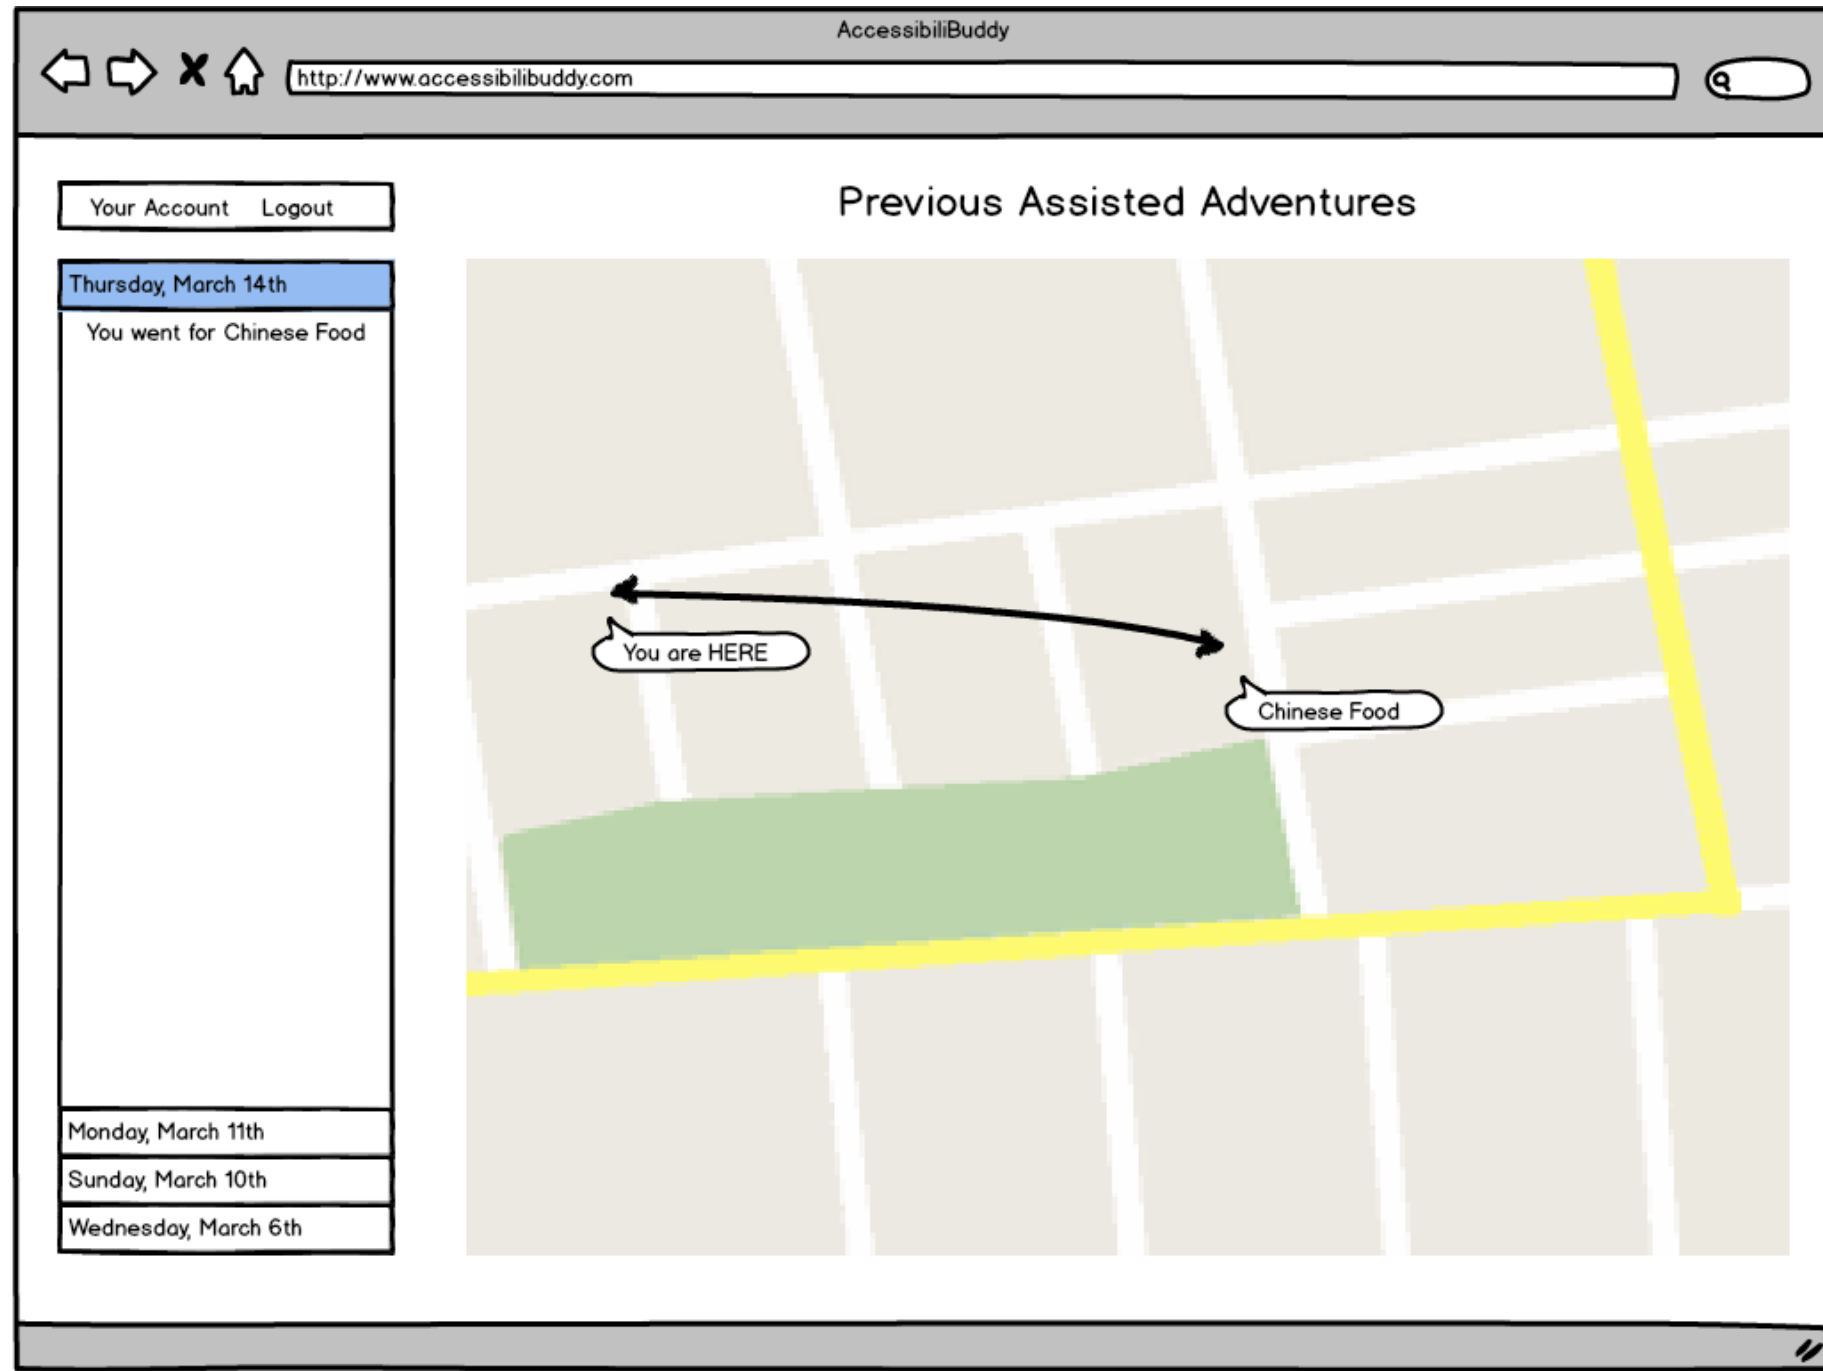 AccessibiliBuddy
http://www.accessibilibuddy.com
Your Account Logout
Previous Assisted Adventures
Thursday, March 14th
You went for Chinese Food
You are HERE
Chinese Food
Monday, March 11th
Sunday, March 10th
Wednesday, March 6th